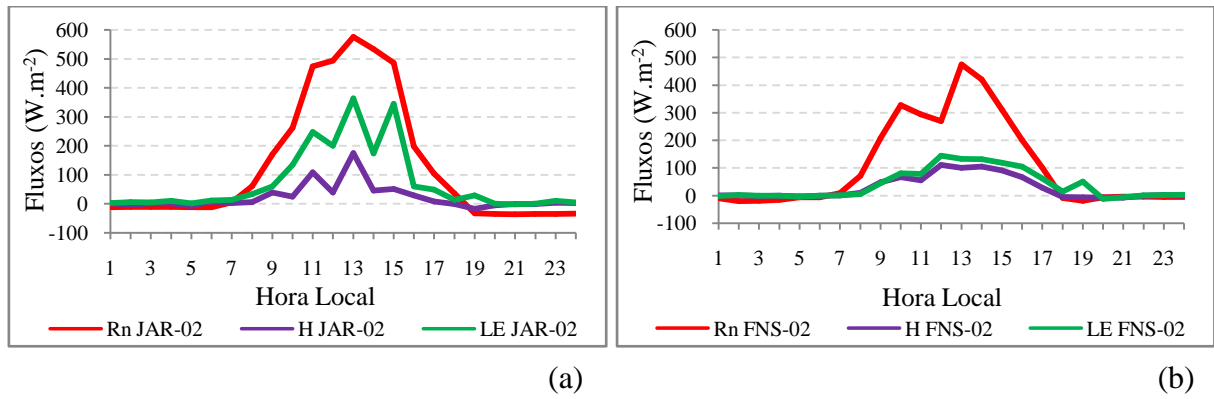 Fluxos (W.m⁻²)
600
500
400
300
200
100
0
-100
1 3 5 7 9 11 13 15 17 19 21 23
Hora Local
Rn JAR-02 H JAR-02 LE JAR-02
(a)
Fluxos (W.m⁻²)
600
500
400
300
200
100
0
-100
1 3 5 7 9 11 13 15 17 19 21 23
Hora Local
Rn FNS-02 H FNS-02 LE FNS-02
(b)